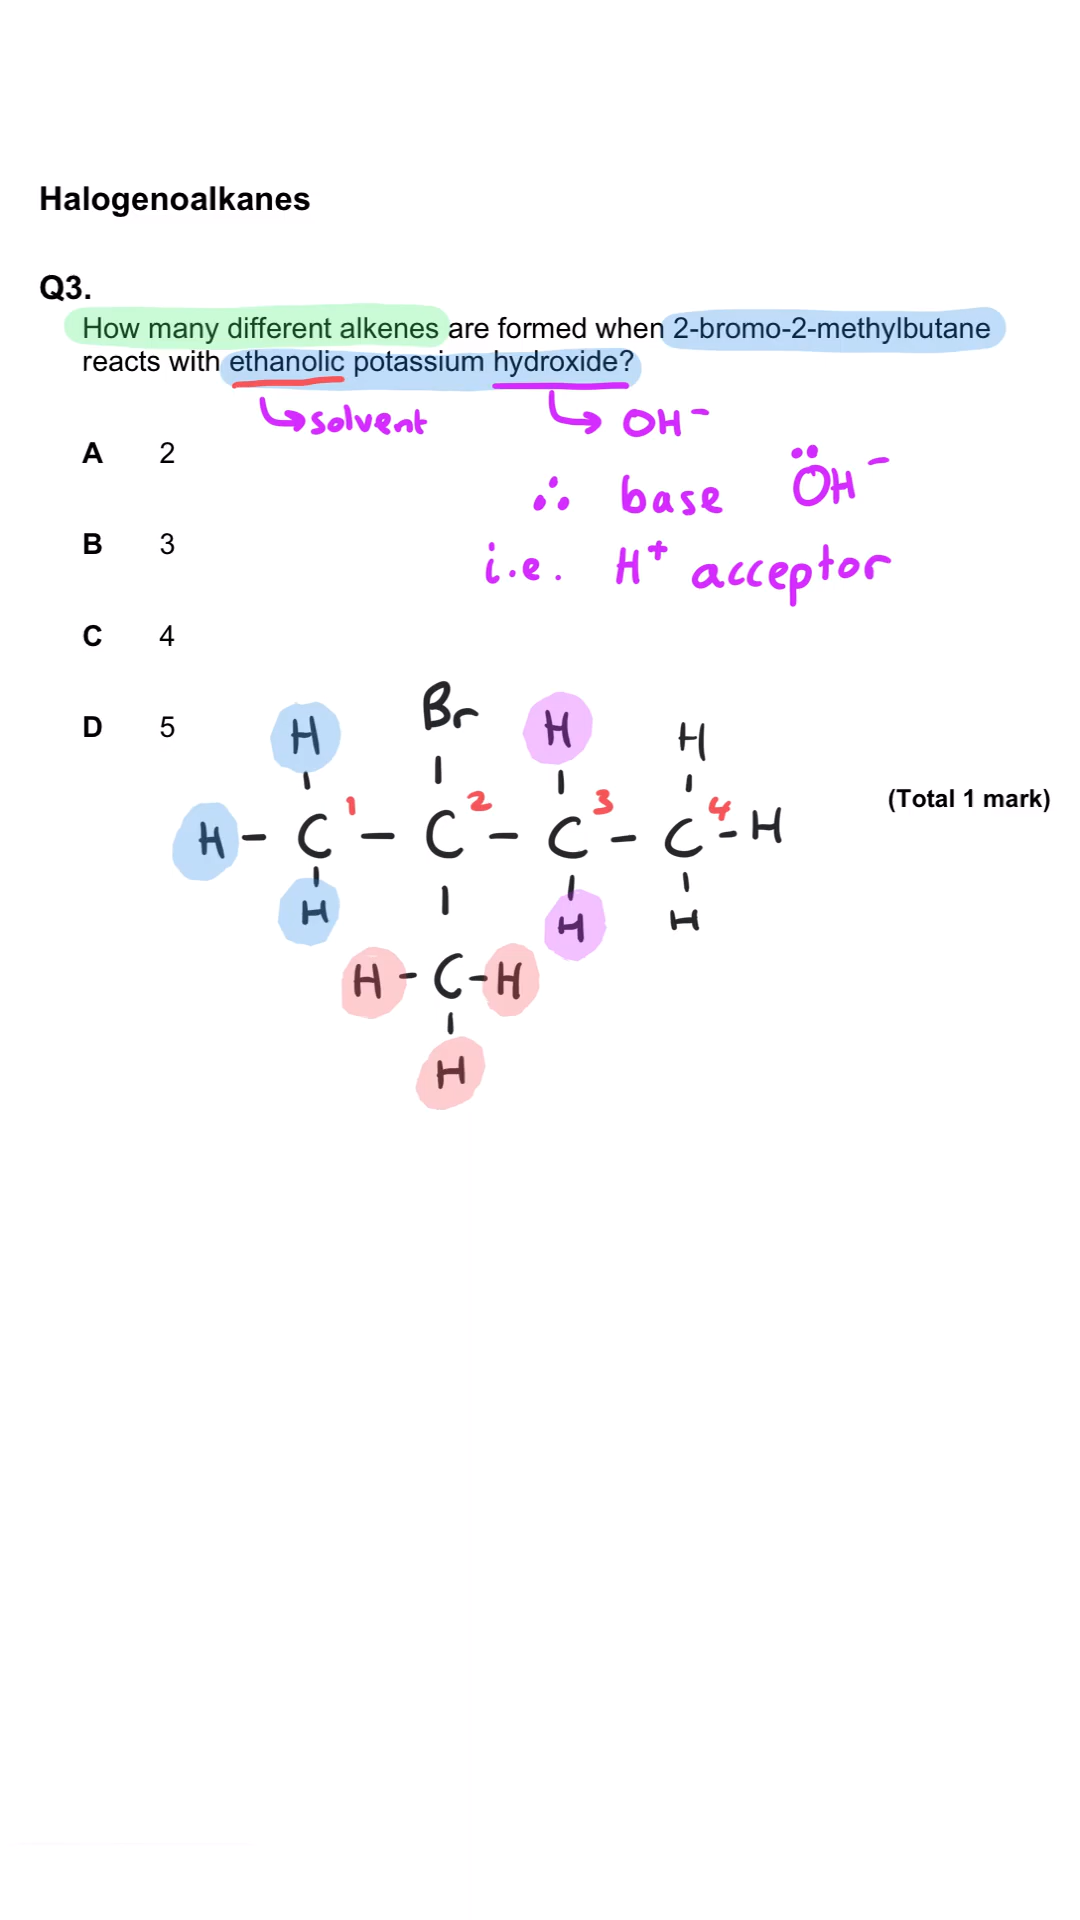 Halogenoalkanes
Q3.
How many different alkenes are formed when 2-bromo-2-methylbutane
reacts with ethanolic potassium hydroxide?
solvent
OH⁻
A 2
∴ base ÖH⁻
B 3
i.e. H⁺ acceptor
C 4
D 5
Br
H H H
(Total 1 mark)
1 2 3 4
H - C - C - C - C - H
H H H
H - C - H
H